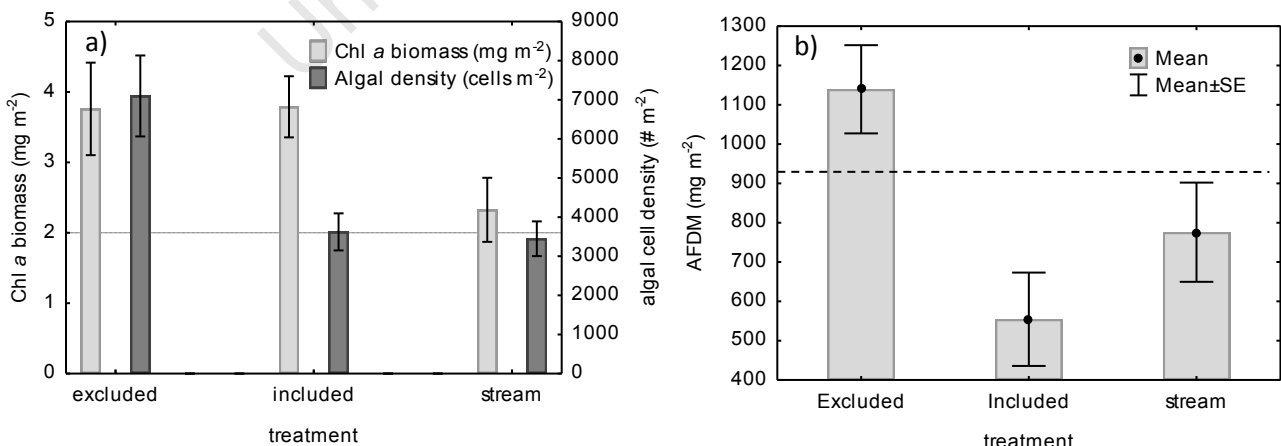 a)
Chl a biomass (mg m-2)
Algal density (cells m-2)
Chl a biomass (mg m-2)
5
4
3
2
1
0
9000
8000
7000
6000
5000
4000
3000
2000
1000
0
algal cell density (# m-2)
excluded included stream
treatment
b)
Mean
Mean±SE
AFDM (mg m-2)
1300
1200
1100
1000
900
800
700
600
500
400
Excluded Included stream
treatment